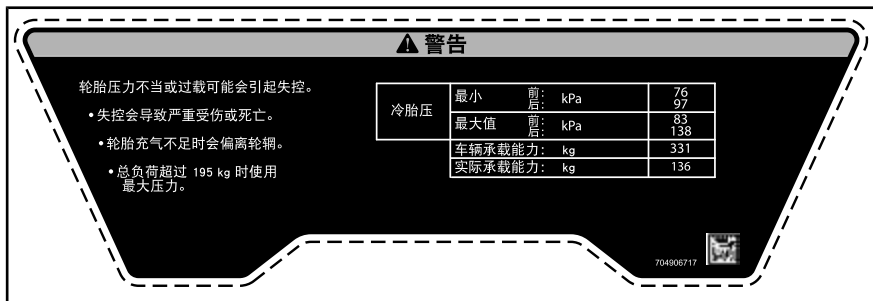 警告
轮胎压力不当或过载可能会引起失控。
•失控会导致严重受伤或死亡。
•轮胎充气不足时会偏离轮辋。
•总负荷超过 195 kg 时使用
最大压力。
冷胎压
最小 前: kPa 76
后: 97
最大值 前: kPa 83
后: 138
车辆承载能力: kg 331
实际承载能力: kg 136
704906717